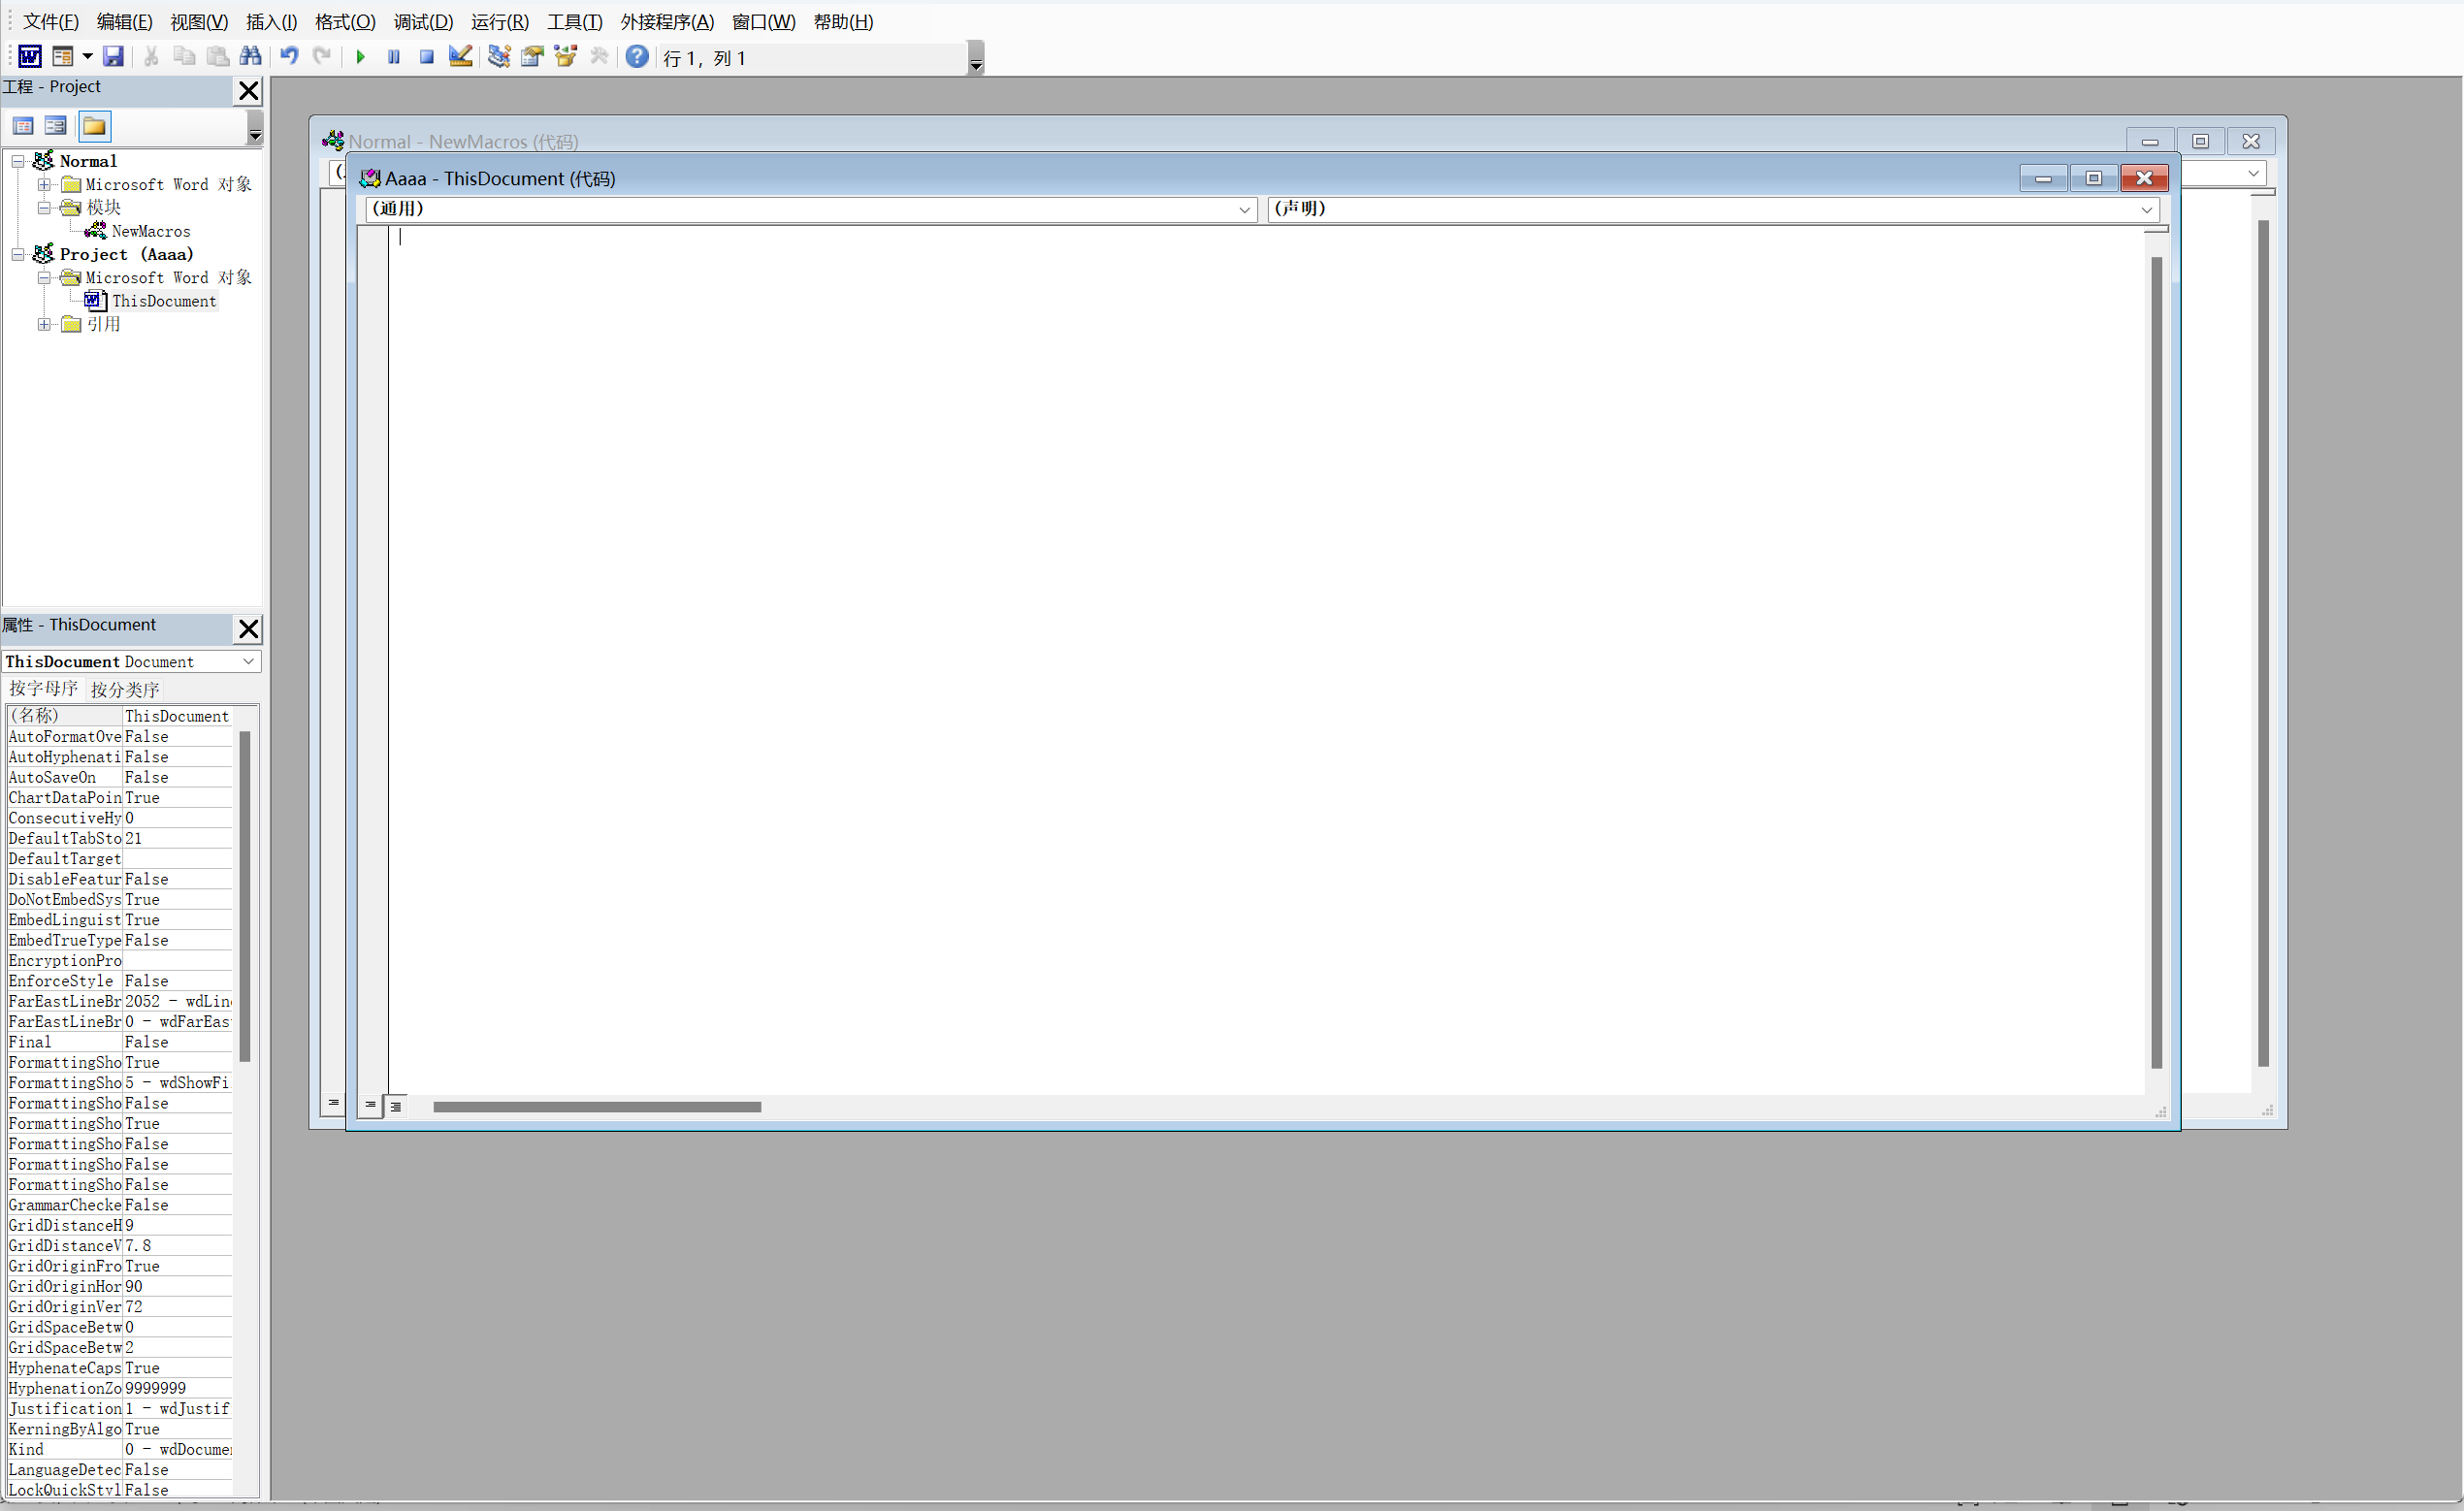 文件(F) 编辑(E) 视图(V) 插入(I) 格式(O) 调试(D) 运行(R) 工具(T) 外接程序(A) 窗口(W) 帮助(H)
行 1，列 1
工程 - Project
Normal
Microsoft Word 对象
模块
NewMacros
Project (Aaaa)
Microsoft Word 对象
ThisDocument
引用
Normal - NewMacros (代码)
Aaaa - ThisDocument (代码)
(通用) (声明)
属性 - ThisDocument
ThisDocument Document
按字母序 按分类序
(名称) ThisDocument
AutoFormatOve False
AutoHyphenati False
AutoSaveOn False
ChartDataPoin True
ConsecutiveHy 0
DefaultTabSto 21
DefaultTarget
DisableFeatur False
DoNotEmbedSys True
EmbedLinguist True
EmbedTrueType False
EncryptionPro
EnforceStyle False
FarEastLineBr 2052 - wdLin
FarEastLineBr 0 - wdFarEas
Final False
FormattingSho True
FormattingSho 5 - wdShowFi
FormattingSho False
FormattingSho True
FormattingSho False
FormattingSho False
FormattingSho False
GrammarChecke False
GridDistanceH 9
GridDistanceV 7.8
GridOriginFro True
GridOriginHor 90
GridOriginVer 72
GridSpaceBetw 0
GridSpaceBetw 2
HyphenateCaps True
HyphenationZo 9999999
Justification 1 - wdJustif
KerningByAlgo True
Kind 0 - wdDocume
LanguageDetec False
LockQuickStyl False